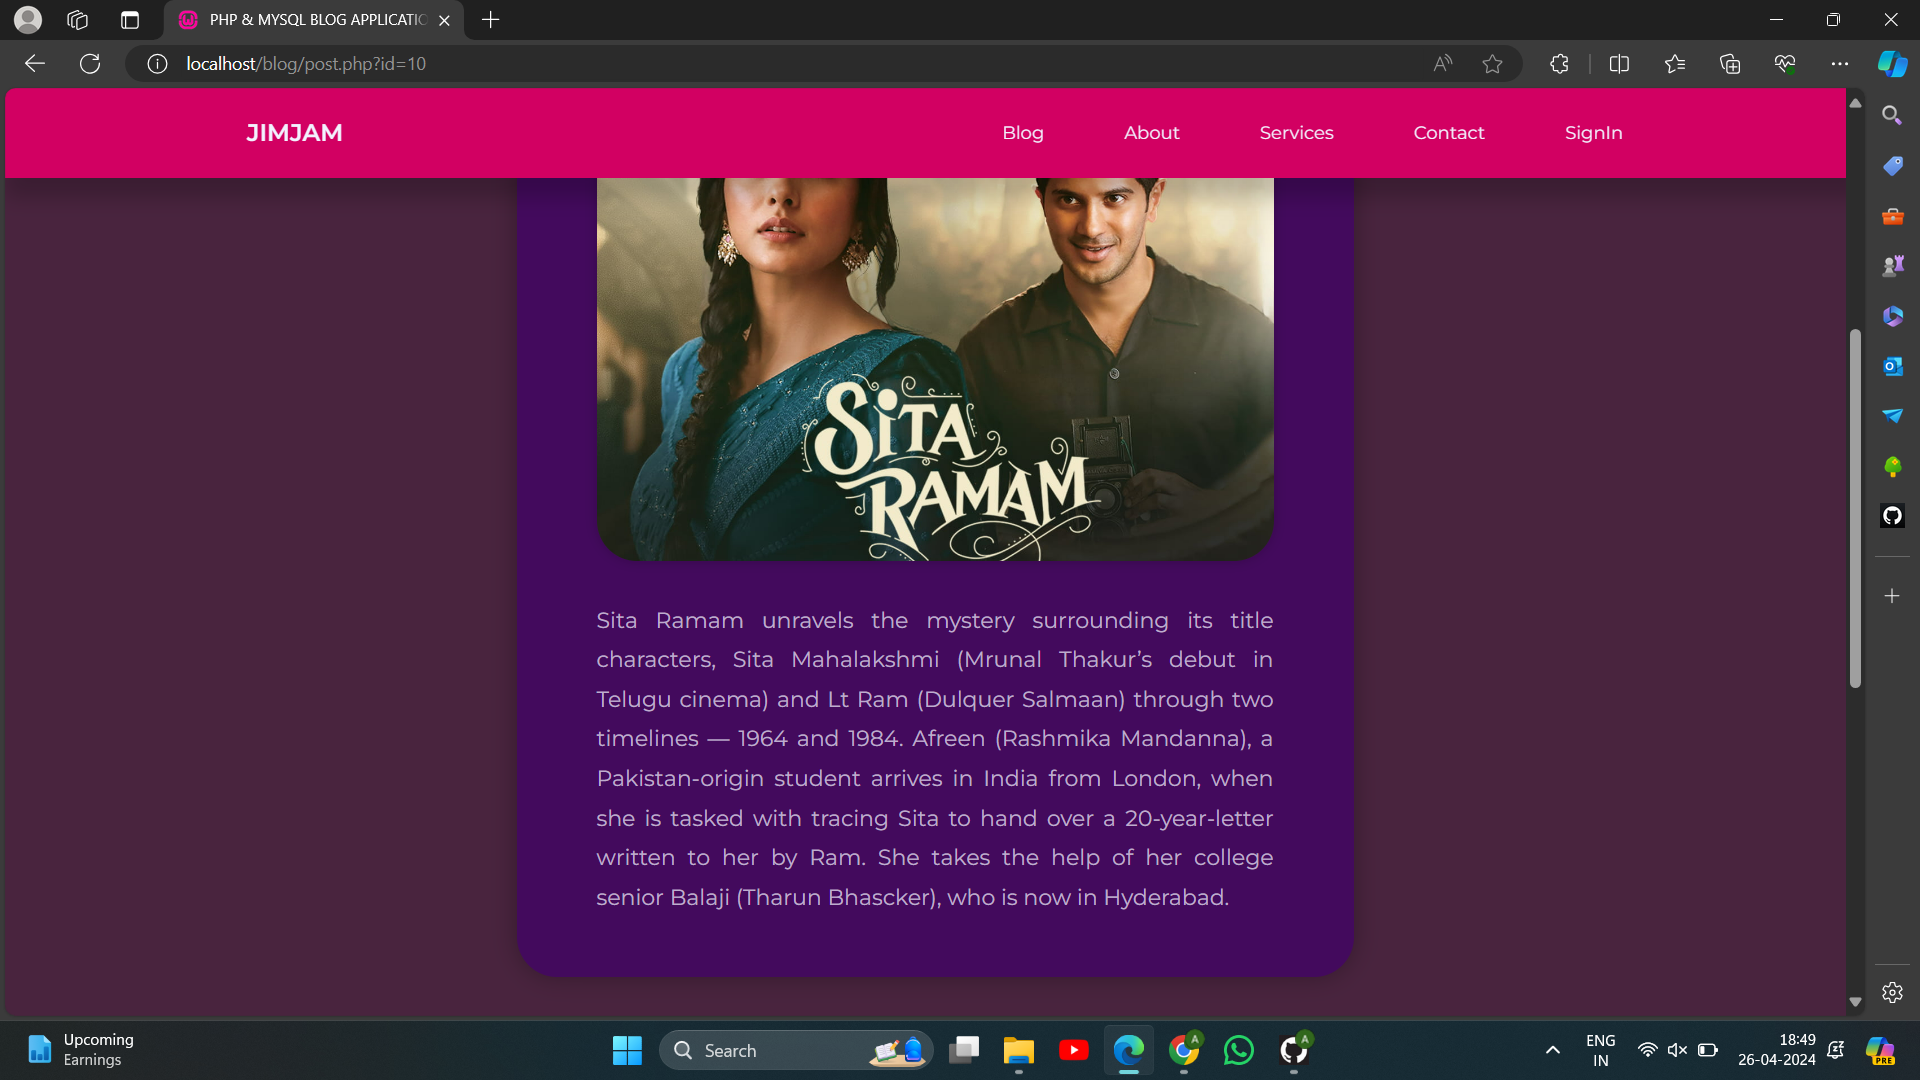 PHP & MYSQL BLOG APPLICATIO
localhost/blog/post.php?id=10
JIMJAM
Blog
About
Services
Contact
SignIn
SiTA
RAMAM
Sita Ramam unravels the mystery surrounding its title
characters, Sita Mahalakshmi (Mrunal Thakur’s debut in
Telugu cinema) and Lt Ram (Dulquer Salmaan) through two
timelines — 1964 and 1984. Afreen (Rashmika Mandanna), a
Pakistan-origin student arrives in India from London, when
she is tasked with tracing Sita to hand over a 20-year-letter
written to her by Ram. She takes the help of her college
senior Balaji (Tharun Bhascker), who is now in Hyderabad.
Upcoming
Earnings
Search
A
A
ENG
IN
18:49
26-04-2024
PRE